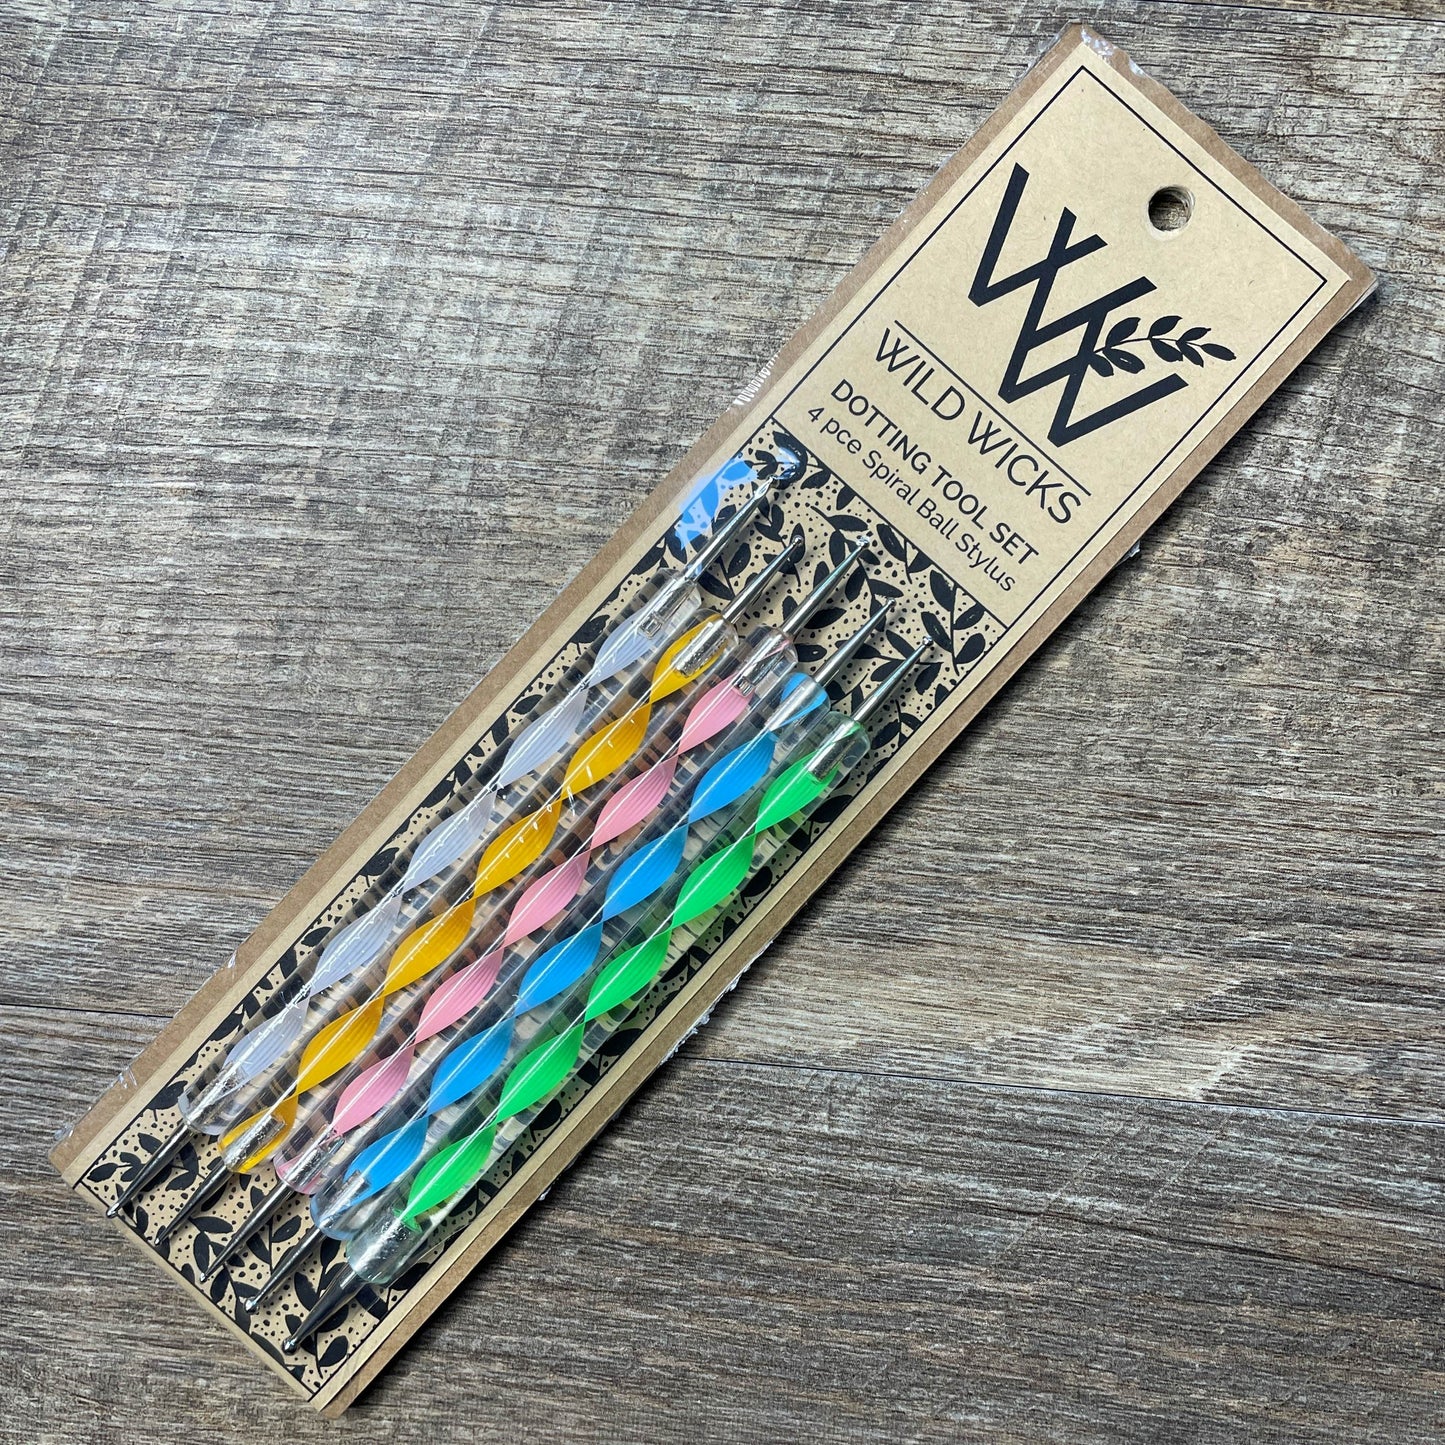 WW
WILD WICKS
DOTTING TOOL SET
4 pce Spiral Ball Stylus